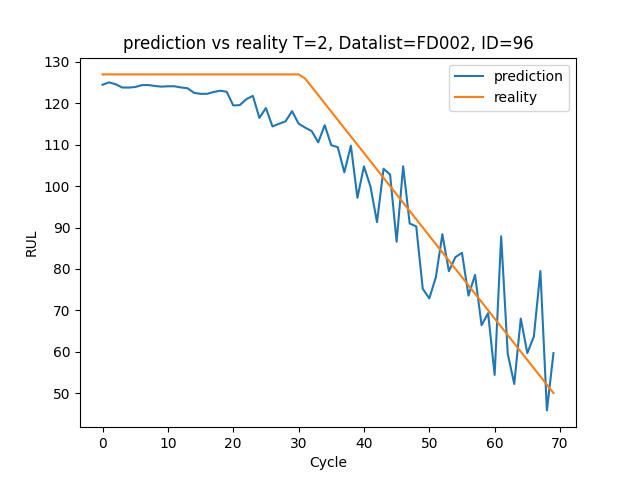 prediction vs reality T=2, Datalist=FD002, ID=96
prediction
reality
130
120
110
100
90
80
70
60
50
RUL
0 10 20 30 40 50 60 70
Cycle